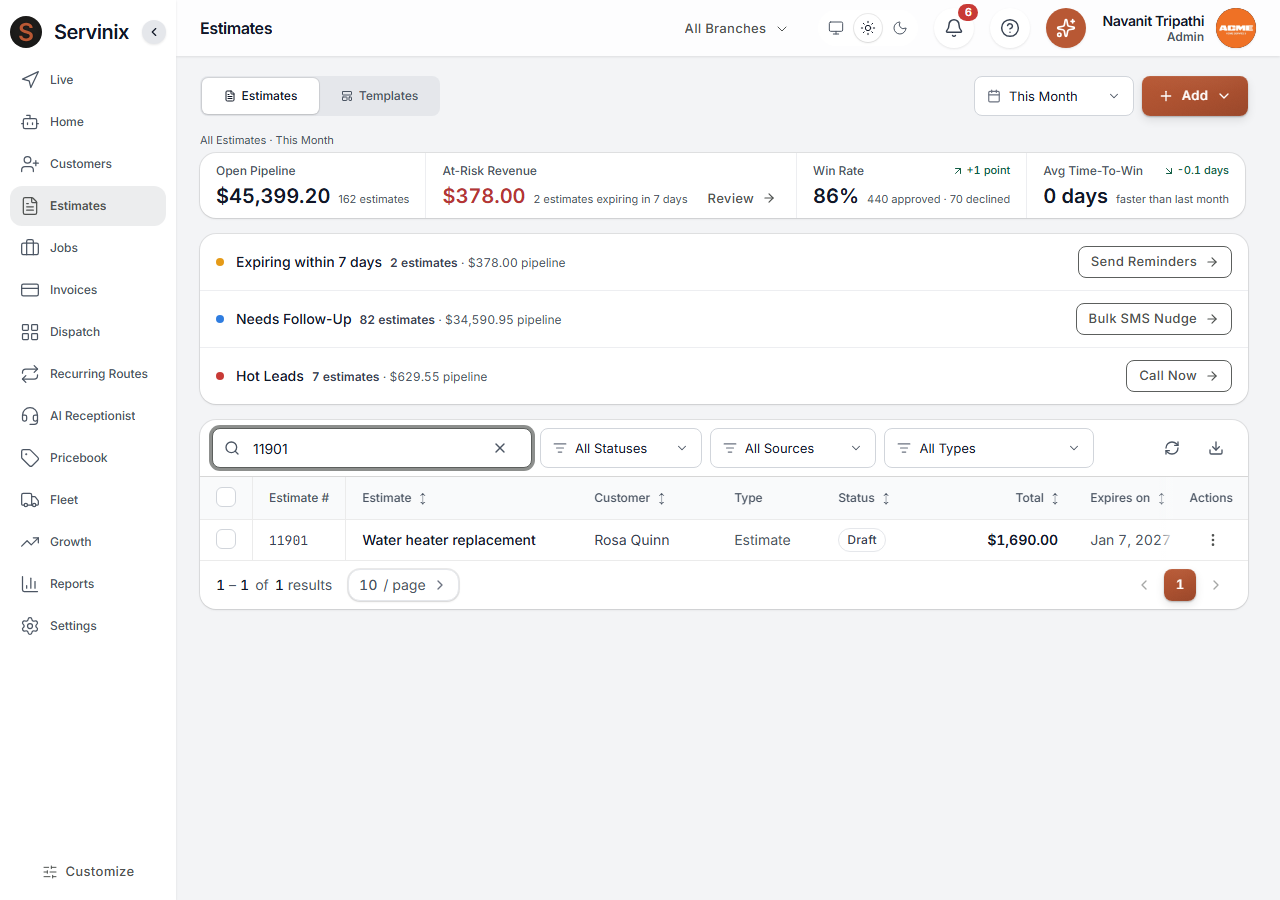 S Servinix
Estimates
All Branches
6
Navanit Tripathi
Admin
ACME
Live
Home
Customers
Estimates
Jobs
Invoices
Dispatch
Recurring Routes
AI Receptionist
Pricebook
Fleet
Growth
Reports
Settings
Customize
Estimates Templates
This Month
+ Add
All Estimates · This Month
Open Pipeline
$45,399.20 162 estimates
At-Risk Revenue
$378.00 2 estimates expiring in 7 days Review →
Win Rate ↗ +1 point
86% 440 approved · 70 declined
Avg Time-To-Win ↘ -0.1 days
0 days faster than last month
Expiring within 7 days 2 estimates · $378.00 pipeline Send Reminders →
Needs Follow-Up 82 estimates · $34,590.95 pipeline Bulk SMS Nudge →
Hot Leads 7 estimates · $629.55 pipeline Call Now →
11901 All Statuses All Sources All Types
Estimate # Estimate Customer Type Status Total Expires on Actions
11901 Water heater replacement Rosa Quinn Estimate Draft $1,690.00 Jan 7, 2027
1 – 1 of 1 results 10 / page 1